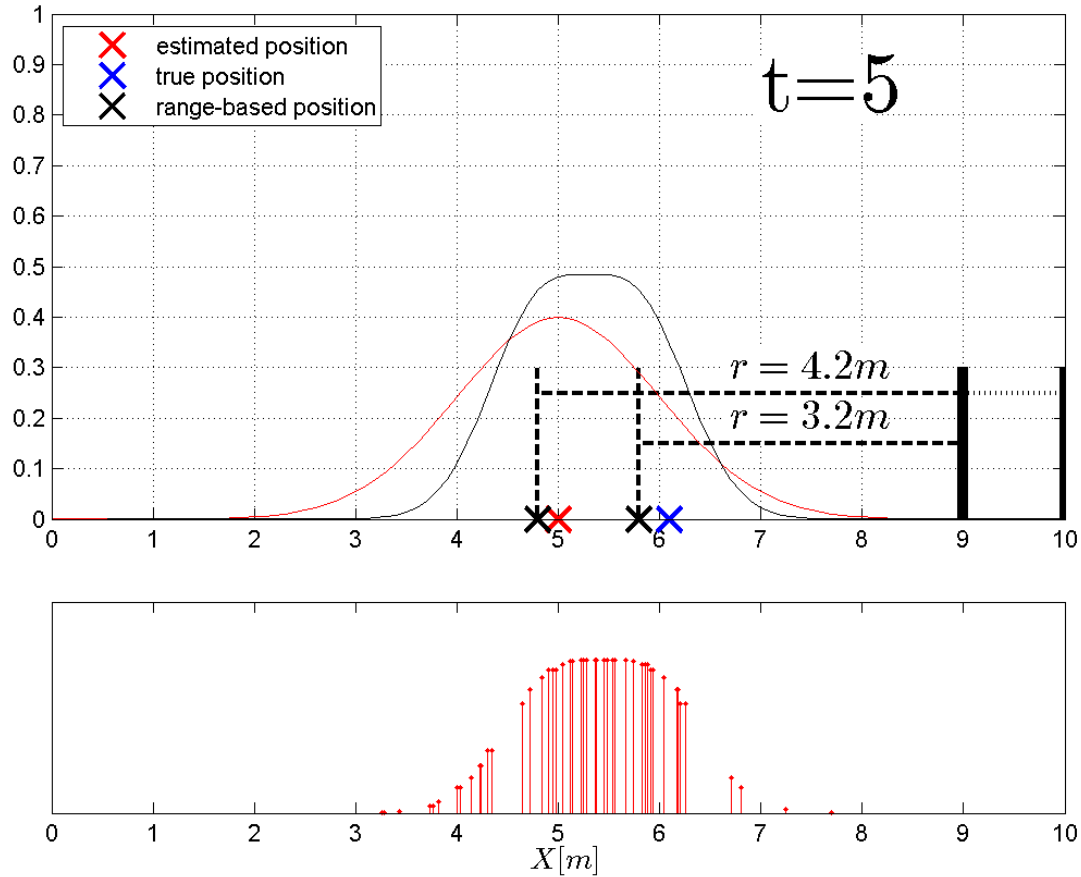 1
0.9
0.8
0.7
0.6
0.5
0.4
0.3
0.2
0.1
0
estimated position
true position
range-based position
t=5
r = 4.2m
r = 3.2m
0 1 2 3 4 5 6 7 8 9 10
0 1 2 3 4 5 6 7 8 9 10
X[m]